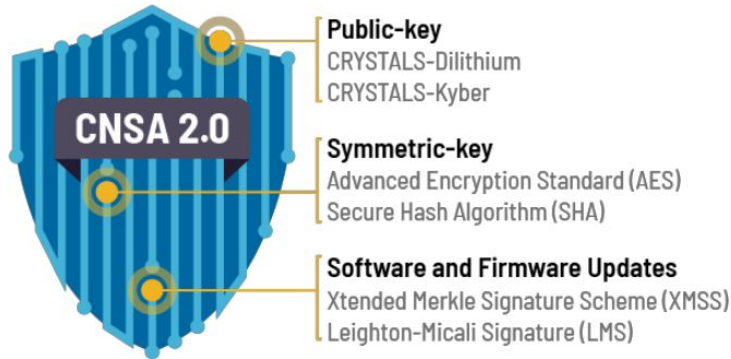 CNSA 2.0
Public-key
CRYSTALS-Dilithium
CRYSTALS-Kyber
Symmetric-key
Advanced Encryption Standard (AES)
Secure Hash Algorithm (SHA)
Software and Firmware Updates
Xtended Merkle Signature Scheme (XMSS)
Leighton-Micali Signature (LMS)